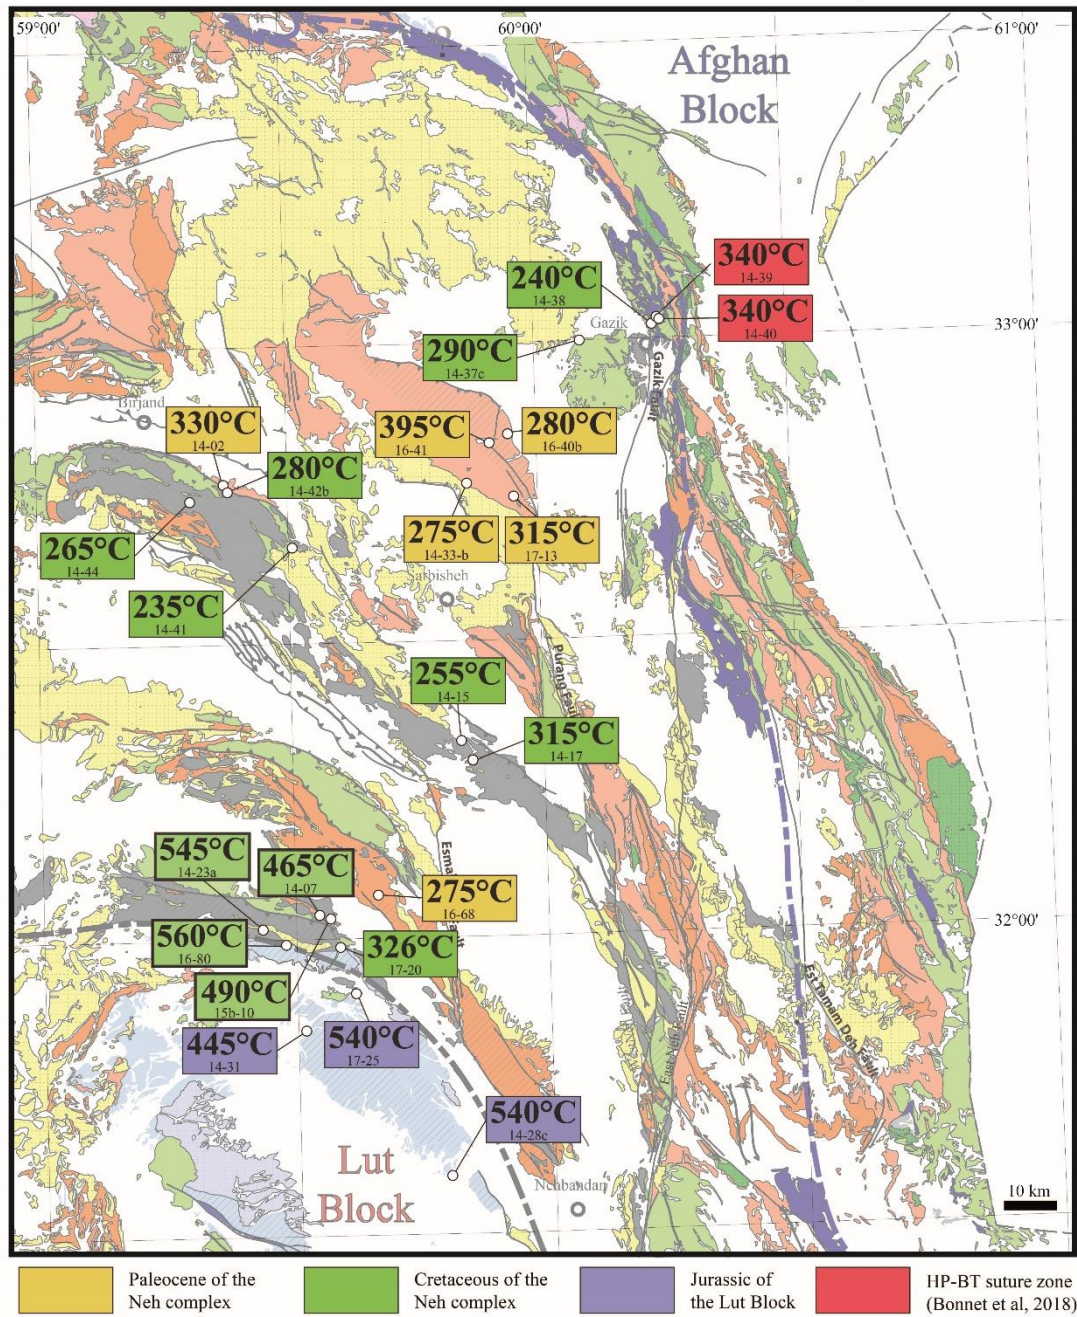 59°00'
60°00'
61°00'
Afghan
Block
340°C
14-39
240°C
14-38
340°C
14-40
Gazik
33°00'
290°C
14-37c
Gazik Fault
Birjand
330°C
14-02
395°C
16-41
280°C
16-40b
280°C
14-42b
265°C
14-44
275°C
14-33-b
315°C
17-13
Sarbisheh
235°C
14-41
255°C
14-15
Purang Fault
315°C
14-17
545°C
14-23a
465°C
14-07
275°C
16-68
32°00'
560°C
16-80
326°C
17-20
490°C
15b-10
445°C
14-31
540°C
17-25
East Neh Fault
540°C
14-28c
Lut
Block
Nehbandan
10 km
Paleocene of the
Neh complex
Cretaceous of the
Neh complex
Jurassic of
the Lut Block
HP-BT suture zone
(Bonnet et al, 2018)